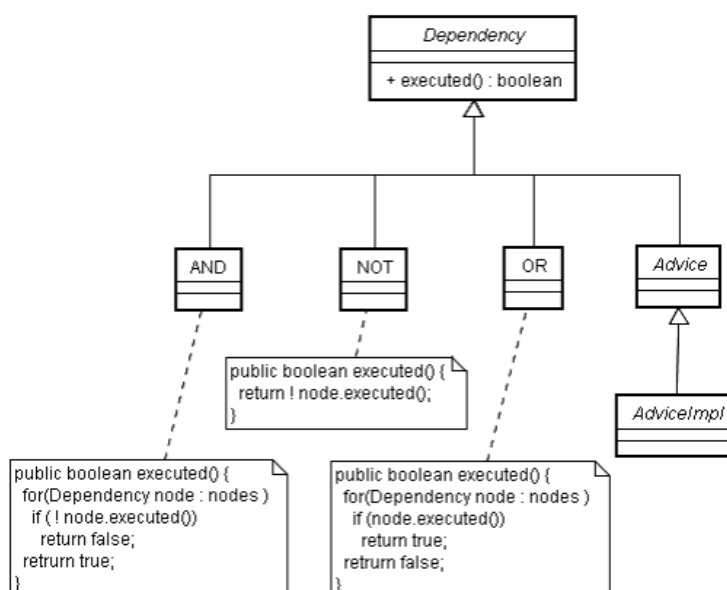 Dependency
+ executed() : boolean
AND
NOT
OR
Advice
public boolean executed() {
return ! node.executed();
}
AdviceImpl
public boolean executed() {
for(Dependency node : nodes )
if ( ! node.executed())
return false;
retrurn true;
}
public boolean executed() {
for(Dependency node : nodes )
if (node.executed())
return true;
retrurn false;
}